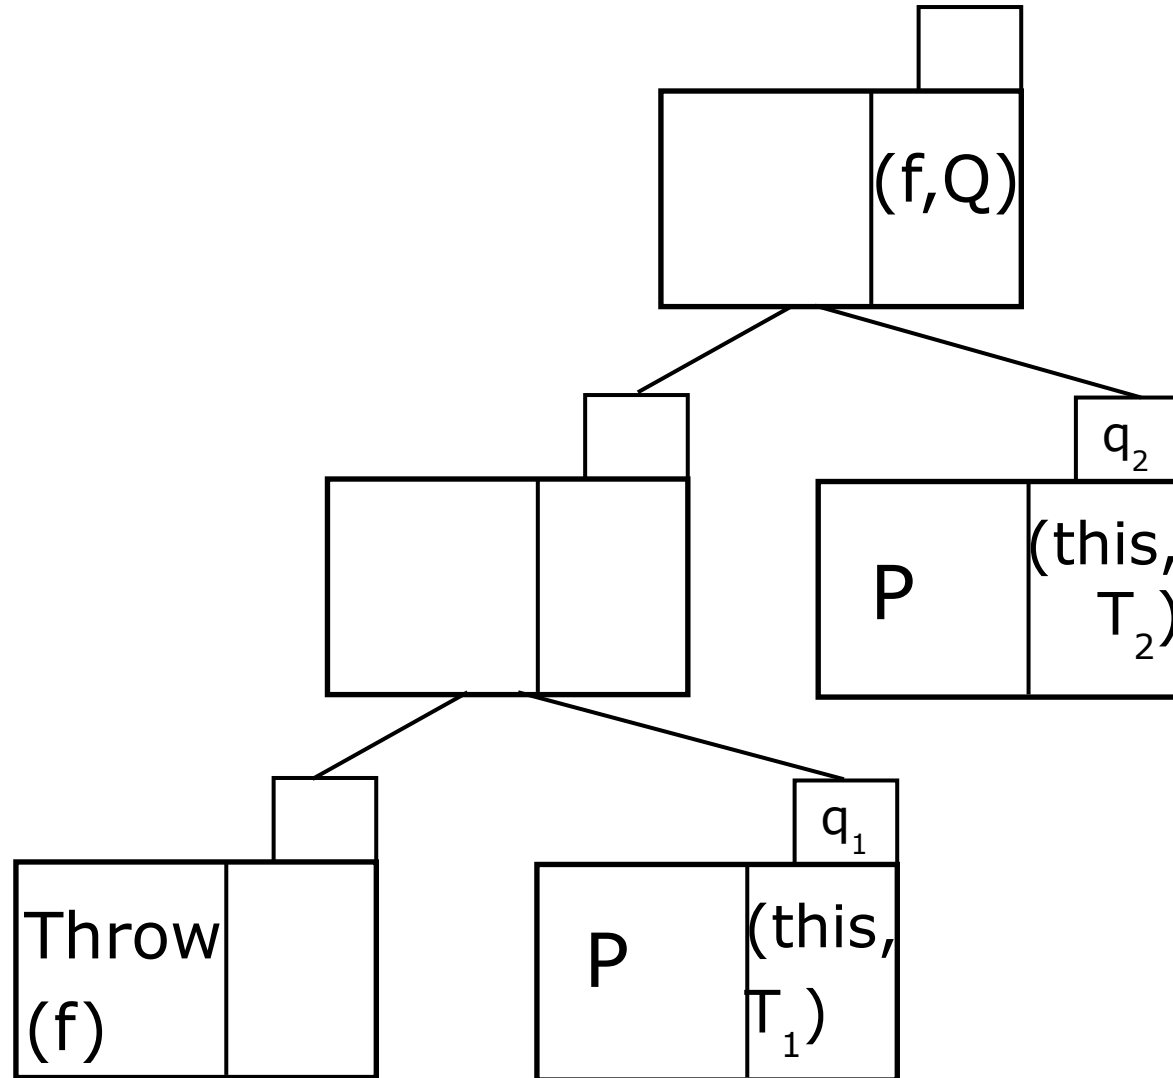 (f,Q)
q₂
P
(this,
T₂)
q₁
Throw
(f)
P
(this,
T₁)